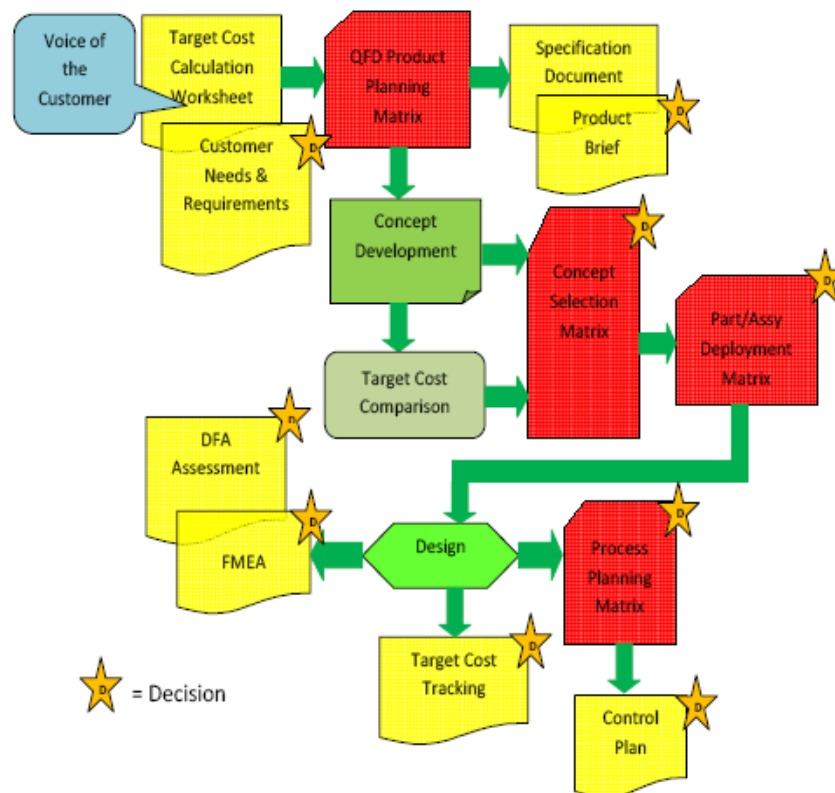 Voice of
the
Customer
Target Cost
Calculation
Worksheet
Customer
Needs &
Requirements
D
QFD Product
Planning
Matrix
Specification
Document
Product
Brief
D
Concept
Development
Target Cost
Comparison
Concept
Selection
Matrix
D
Part/Assy
Deployment
Matrix
D
DFA
Assessment
D
FMEA
D
Design
Process
Planning
Matrix
D
Target Cost
Tracking
D
Control
Plan
D
D = Decision